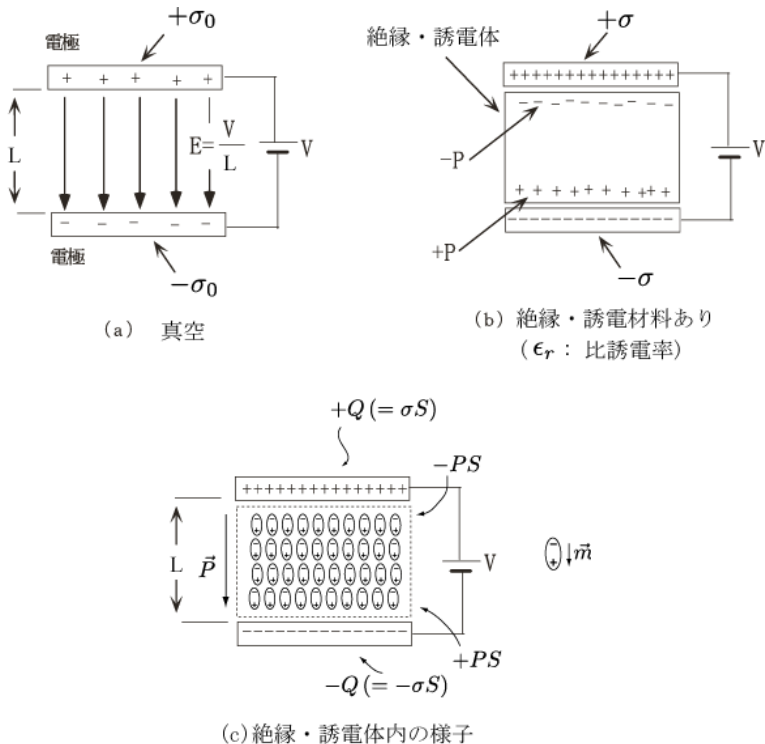 +σ₀
電極
+ + + + +
L
E=V/L
V
− − − − −
電極
−σ₀
(a) 真空
+σ
絶縁・誘電体
+++++++++++++++
− − − − − − − − −
−P
V
+ + + + + + + +++
+P
−−−−−−−−−−−−−−−
−σ
(b) 絶縁・誘電材料あり
(ϵᵣ : 比誘電率)
+Q (= σS)
−PS
+++++++++++++++
L
P⃗
V
− + ↓m⃗
−−−−−−−−−−−−−−−
+PS
−Q (= −σS)
(c)絶縁・誘電体内の様子